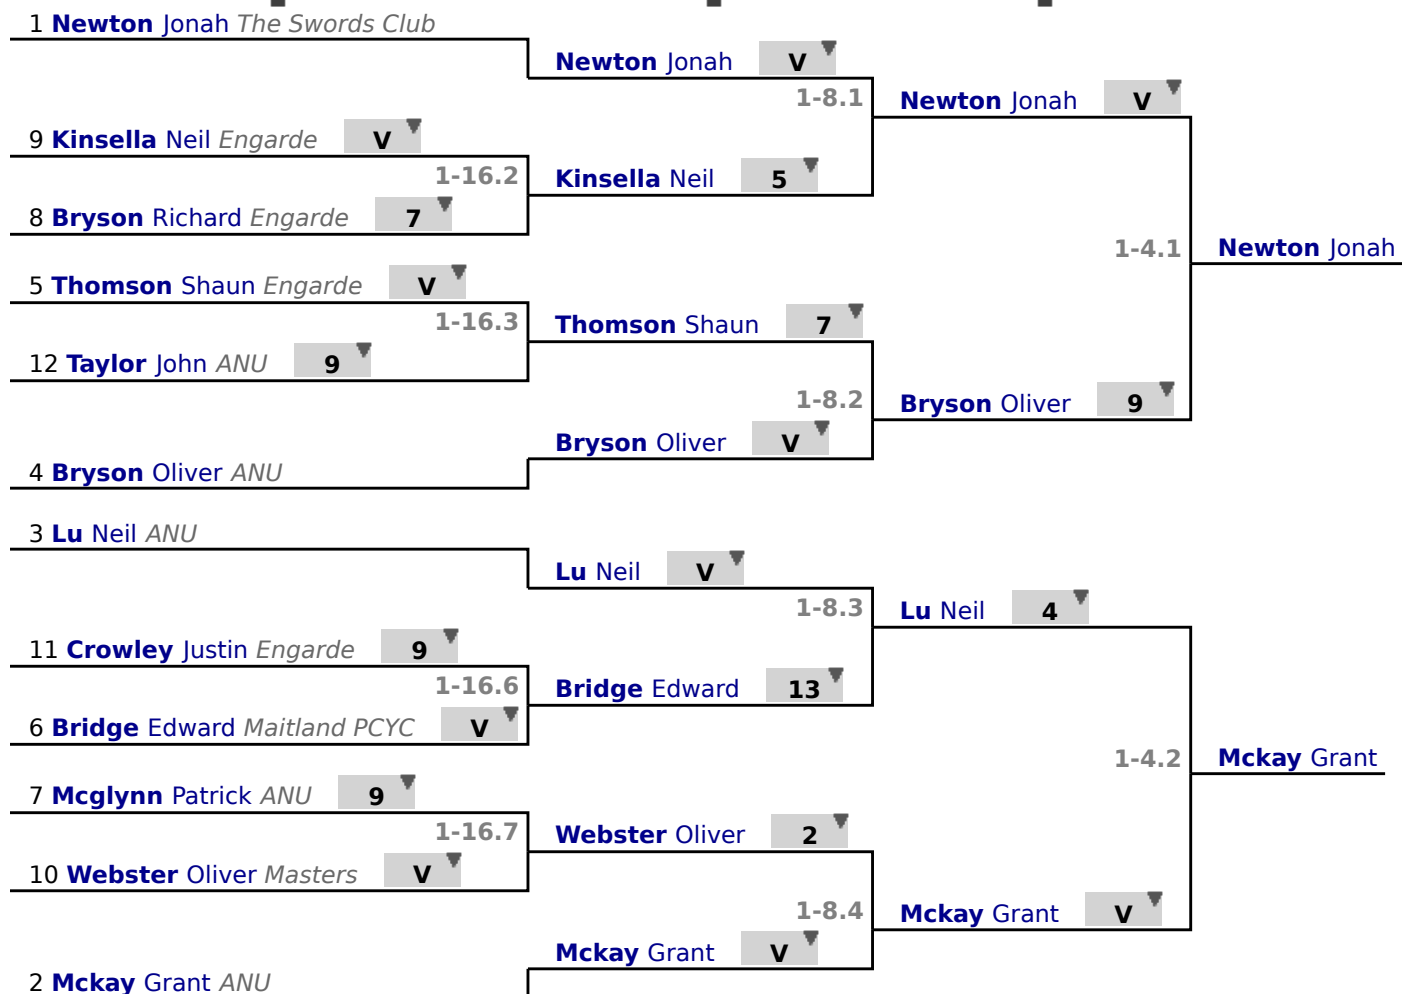 1 Newton Jonah The Swords Club
Newton Jonah V
1-8.1
Newton Jonah V
9 Kinsella Neil Engarde V
1-16.2
Kinsella Neil 5
8 Bryson Richard Engarde 7
1-4.1
Newton Jonah
5 Thomson Shaun Engarde V
1-16.3
Thomson Shaun 7
12 Taylor John ANU 9
1-8.2
Bryson Oliver 9
Bryson Oliver V
4 Bryson Oliver ANU
3 Lu Neil ANU
Lu Neil V
1-8.3
Lu Neil 4
11 Crowley Justin Engarde 9
1-16.6
Bridge Edward 13
6 Bridge Edward Maitland PCYC V
1-4.2
Mckay Grant
7 Mcglynn Patrick ANU 9
1-16.7
Webster Oliver 2
10 Webster Oliver Masters V
1-8.4
Mckay Grant V
Mckay Grant V
2 Mckay Grant ANU